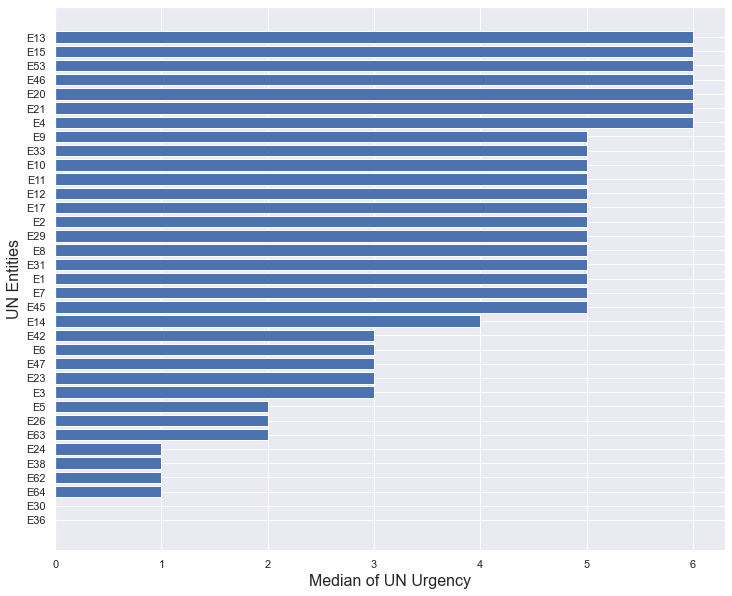 E13
E15
E53
E46
E20
E21
E4
E9
E33
E10
E11
E12
E17
E2
E29
E8
E31
E1
E7
E45
E14
E42
E6
E47
E23
E3
E5
E26
E63
E24
E38
E62
E64
E30
E36
UN Entities
0 1 2 3 4 5 6
Median of UN Urgency